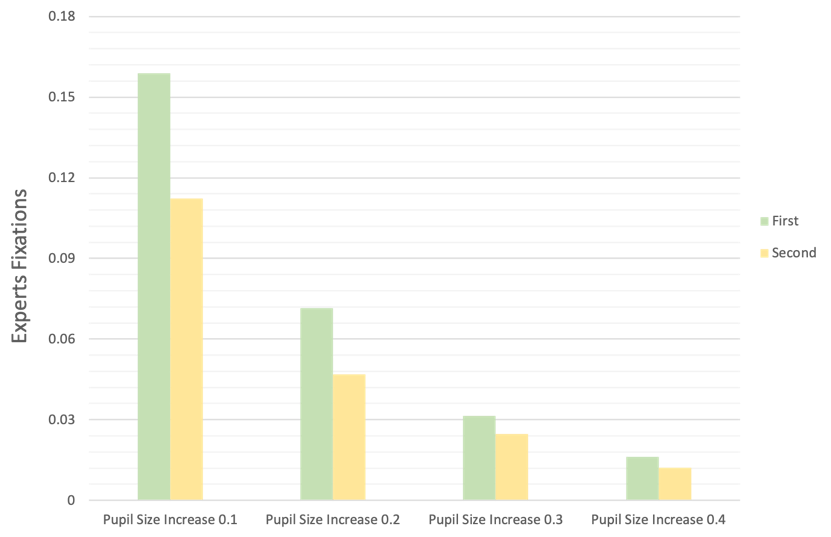 0.18
0.15
0.12
0.09
0.06
0.03
0
Experts Fixations
Pupil Size Increase 0.1
Pupil Size Increase 0.2
Pupil Size Increase 0.3
Pupil Size Increase 0.4
First
Second